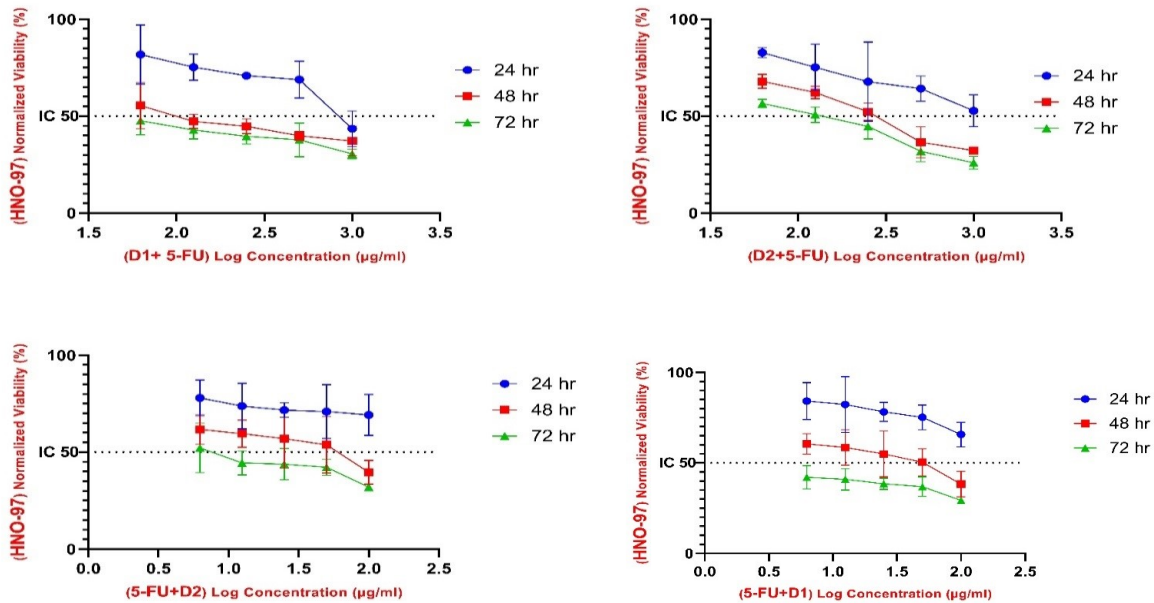 (HNO-97) Normalized Viability (%)
100
IC 50
0
1.5 2.0 2.5 3.0 3.5
(D1+ 5-FU) Log Concentration (µg/ml)
24 hr
48 hr
72 hr
(HNO-97) Normalized Viability (%)
100
IC 50
0
1.5 2.0 2.5 3.0 3.5
(D2+5-FU) Log Concentration (µg/ml)
24 hr
48 hr
72 hr
(HNO-97) Normalized Viability (%)
100
IC 50
0
0.0 0.5 1.0 1.5 2.0 2.5
(5-FU+D2) Log Concentration (µg/ml)
24 hr
48 hr
72 hr
(HNO-97) Normalized Viability (%)
100
IC 50
0
0.0 0.5 1.0 1.5 2.0 2.5
(5-FU+D1) Log Concentration (µg/ml)
24 hr
48 hr
72 hr